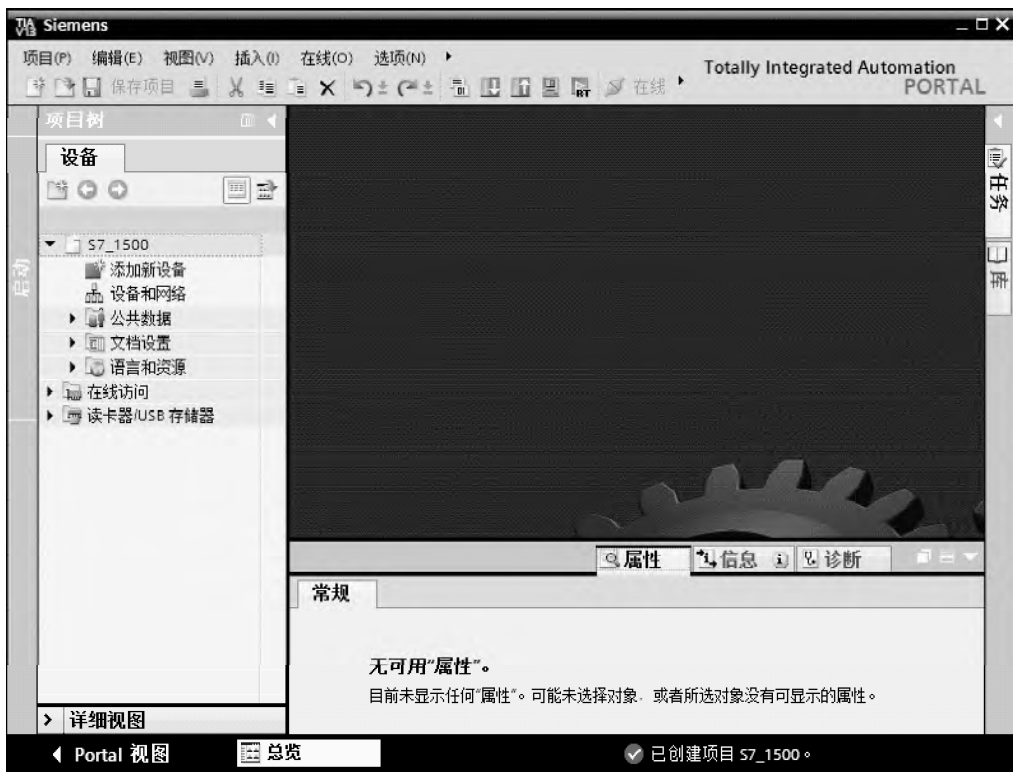 TIA V13 Siemens
项目(P) 编辑(E) 视图(V) 插入(I) 在线(O) 选项(N)
Totally Integrated Automation
PORTAL
保存项目 在线
项目树
设备
启动
S7_1500
添加新设备
设备和网络
公共数据
文档设置
语言和资源
在线访问
读卡器/USB 存储器
任务
库
属性 信息 诊断
常规
无可用“属性”。
目前未显示任何“属性”。可能未选择对象，或者所选对象没有可显示的属性。
详细视图
Portal 视图 总览 已创建项目 S7_1500。